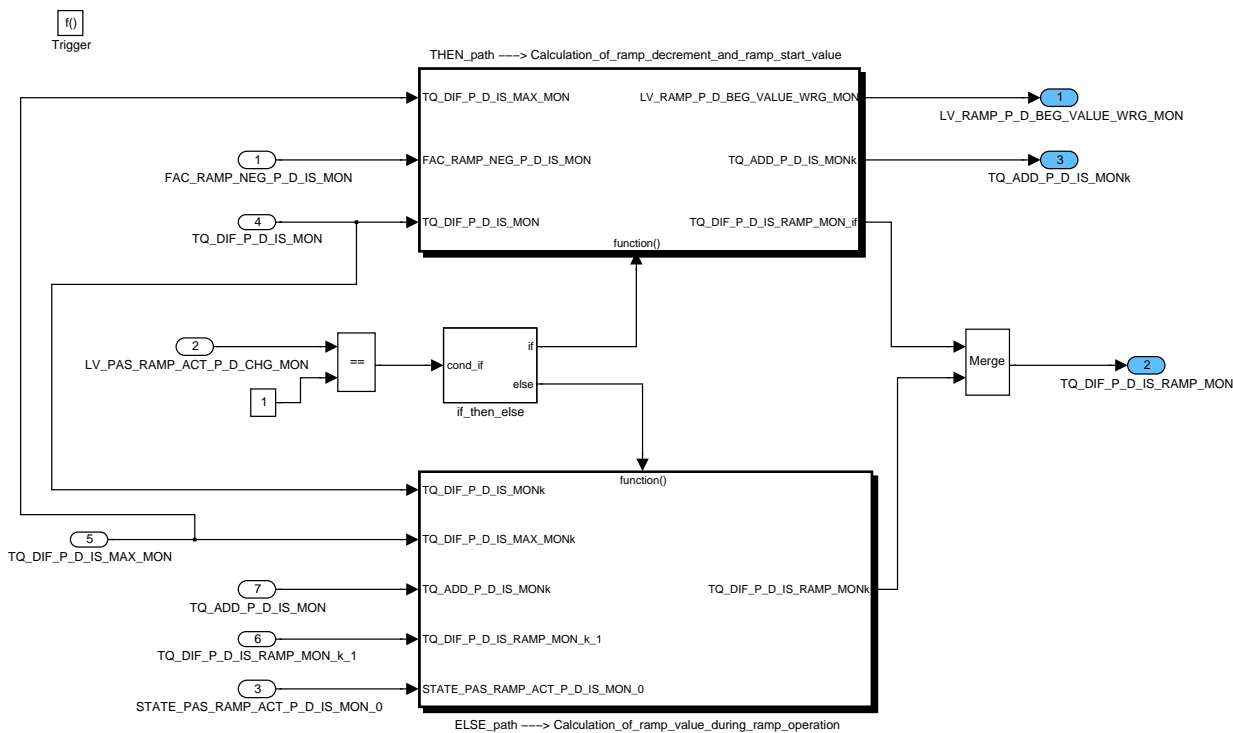 f()
Trigger
THEN_path ---> Calculation_of_ramp_decrement_and_ramp_start_value
TQ_DIF_P_D_IS_MAX_MON
LV_RAMP_P_D_BEG_VALUE_WRG_MON
1
LV_RAMP_P_D_BEG_VALUE_WRG_MON
1
FAC_RAMP_NEG_P_D_IS_MON
FAC_RAMP_NEG_P_D_IS_MON
TQ_ADD_P_D_IS_MONk
3
TQ_ADD_P_D_IS_MONk
4
TQ_DIF_P_D_IS_MON
TQ_DIF_P_D_IS_MON
TQ_DIF_P_D_IS_RAMP_MON_if
function()
2
LV_PAS_RAMP_ACT_P_D_CHG_MON
1
==
cond_if
if
else
if_then_else
Merge
2
TQ_DIF_P_D_IS_RAMP_MON
function()
TQ_DIF_P_D_IS_MONk
5
TQ_DIF_P_D_IS_MAX_MON
TQ_DIF_P_D_IS_MAX_MONk
7
TQ_ADD_P_D_IS_MON
TQ_ADD_P_D_IS_MONk
TQ_DIF_P_D_IS_RAMP_MONk
6
TQ_DIF_P_D_IS_RAMP_MON_k_1
TQ_DIF_P_D_IS_RAMP_MON_k_1
3
STATE_PAS_RAMP_ACT_P_D_IS_MON_0
STATE_PAS_RAMP_ACT_P_D_IS_MON_0
ELSE_path ---> Calculation_of_ramp_value_during_ramp_operation